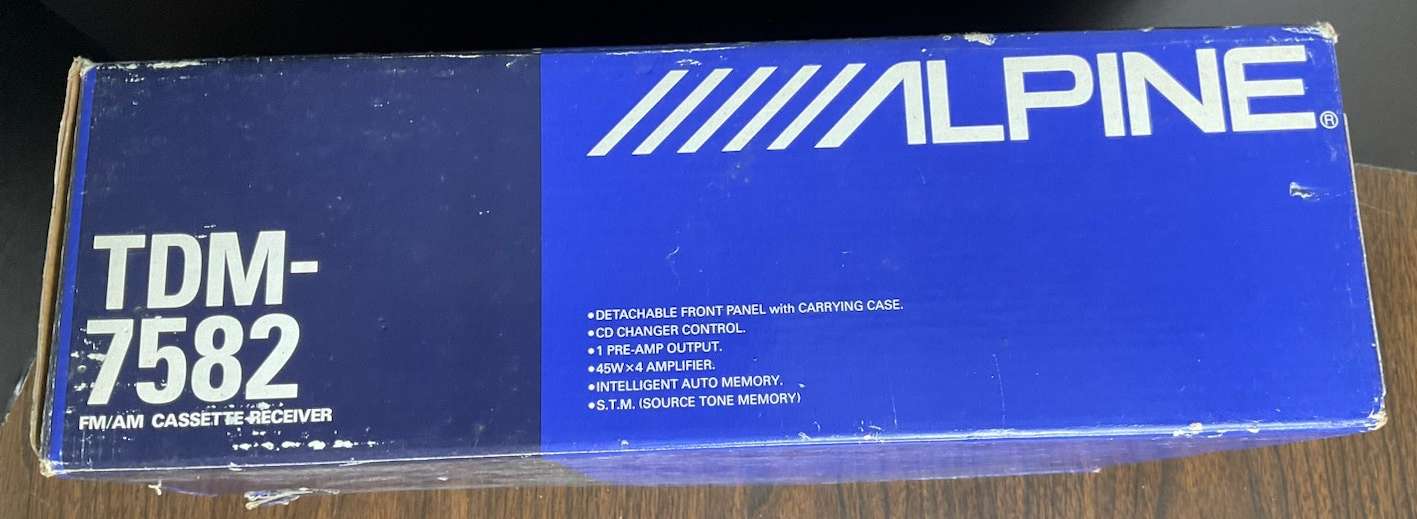 ALPINE®
TDM-
7582
FM/AM CASSETTE RECEIVER
•DETACHABLE FRONT PANEL with CARRYING CASE.
•CD CHANGER CONTROL.
•1 PRE-AMP OUTPUT.
•45W×4 AMPLIFIER.
•INTELLIGENT AUTO MEMORY.
•S.T.M. (SOURCE TONE MEMORY)